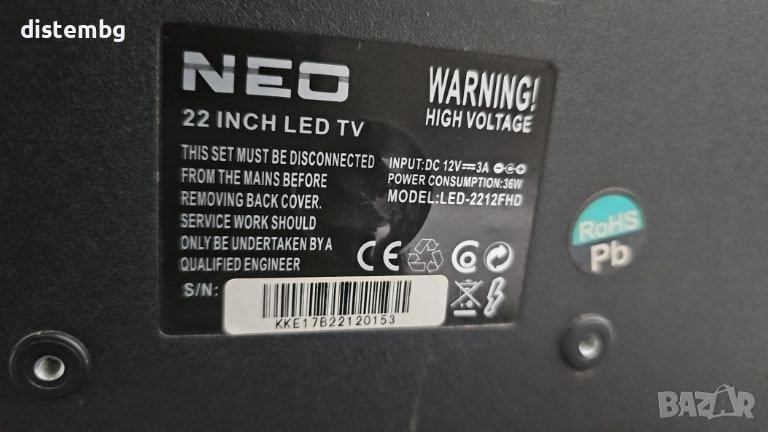 distembg
NEO
22 INCH LED TV
WARNING!
HIGH VOLTAGE
THIS SET MUST BE DISCONNECTED
FROM THE MAINS BEFORE
REMOVING BACK COVER.
SERVICE WORK SHOULD
ONLY BE UNDERTAKEN BY A
QUALIFIED ENGINEER
INPUT:DC 12V⎓3A
POWER CONSUMPTION:36W
MODEL:LED-2212FHD
CE
S/N:
KKE17B22120153
RoHS
Pb
BAZAR